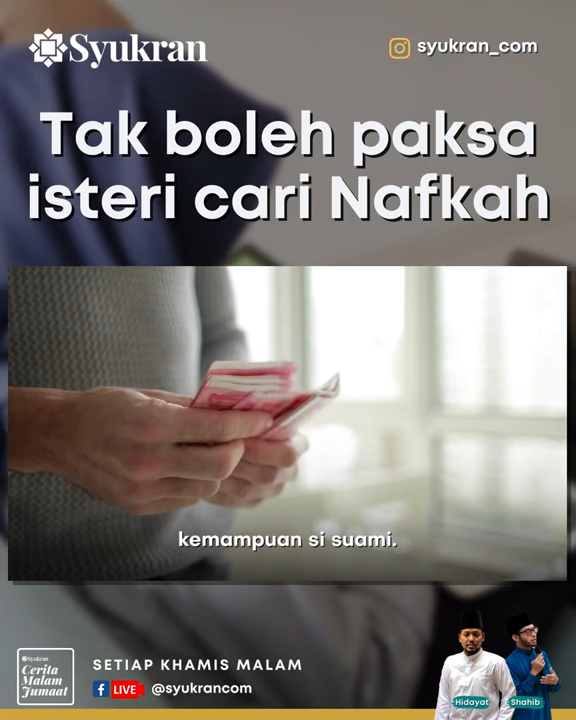 Syukran
syukran_com
Tak boleh paksa
isteri cari Nafkah
kemampuan si suami.
Syukran
Cerita
Malam
Jumaat
SETIAP KHAMIS MALAM
f LIVE @syukrancom
Hidayat
Shahib